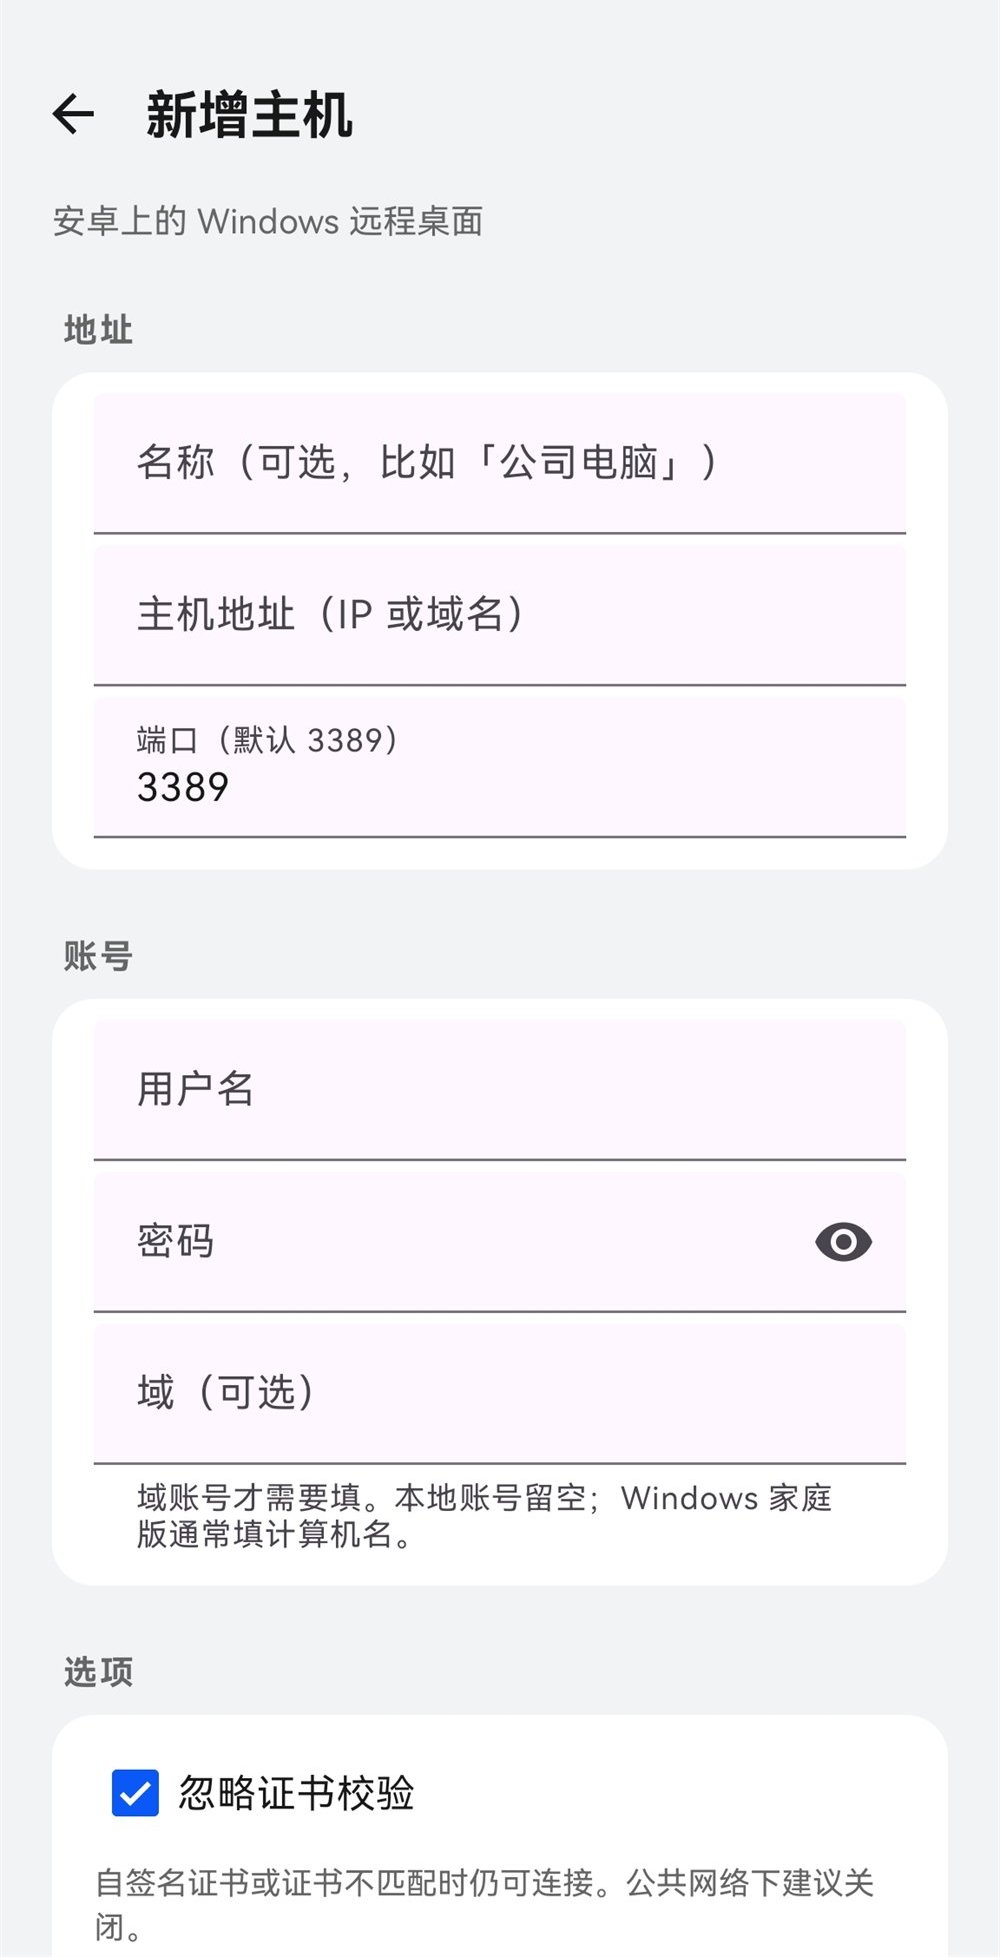 新增主机
安卓上的 Windows 远程桌面
地址
名称（可选，比如「公司电脑」）
主机地址（IP 或域名）
端口（默认 3389）
3389
账号
用户名
密码
域（可选）
域账号才需要填。本地账号留空；Windows 家庭
版通常填计算机名。
选项
忽略证书校验
自签名证书或证书不匹配时仍可连接。公共网络下建议关
闭。